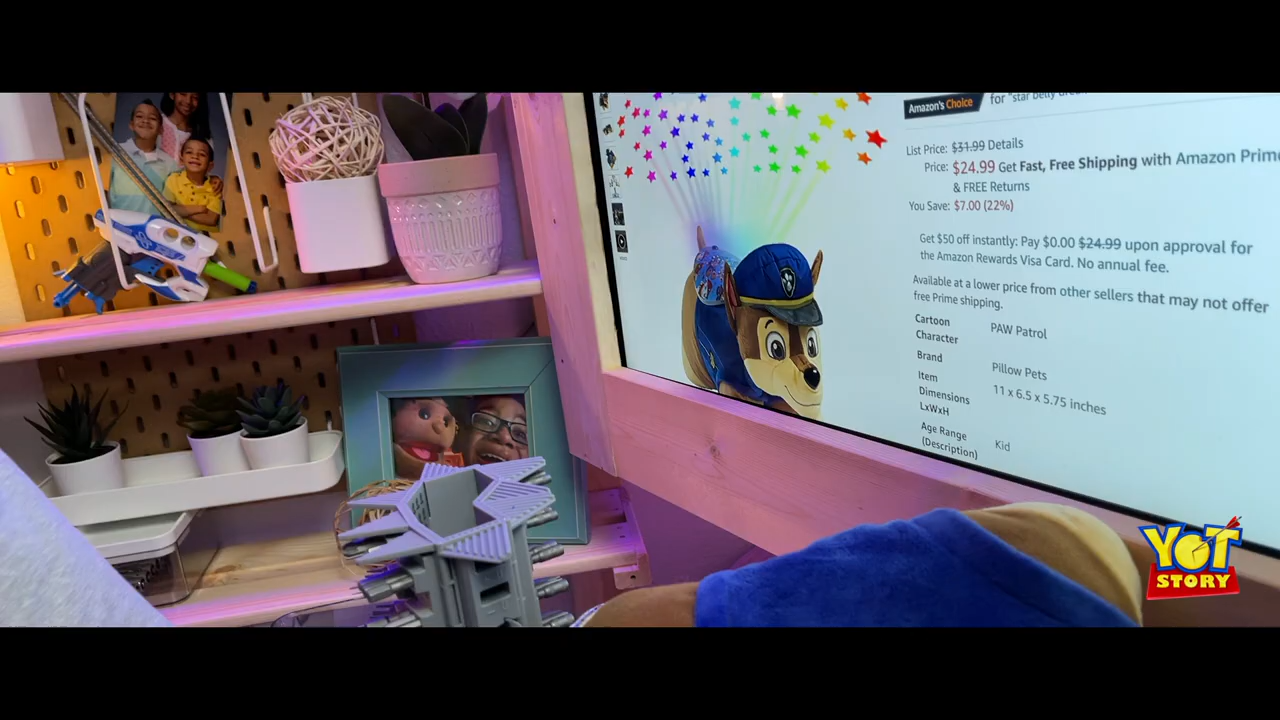 Amazon's Choice for "star belly
List Price: $31.99 Details
Price: $24.99 Get Fast, Free Shipping with Amazon Prime
& FREE Returns
You Save: $7.00 (22%)
Get $50 off instantly: Pay $0.00 $24.99 upon approval for
the Amazon Rewards Visa Card. No annual fee.
Available at a lower price from other sellers that may not offer
free Prime shipping.
Cartoon
Character
PAW Patrol
Brand
Pillow Pets
Item
Dimensions
LxWxH
11 x 6.5 x 5.75 inches
Age Range
(Description)
Kid
YOT
STORY